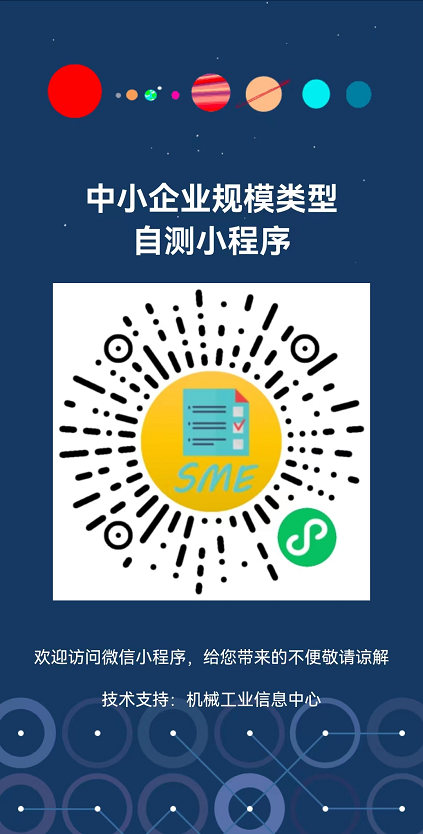 中小企业规模类型
自测小程序
SME
欢迎访问微信小程序，给您带来的不便敬请谅解
技术支持：机械工业信息中心